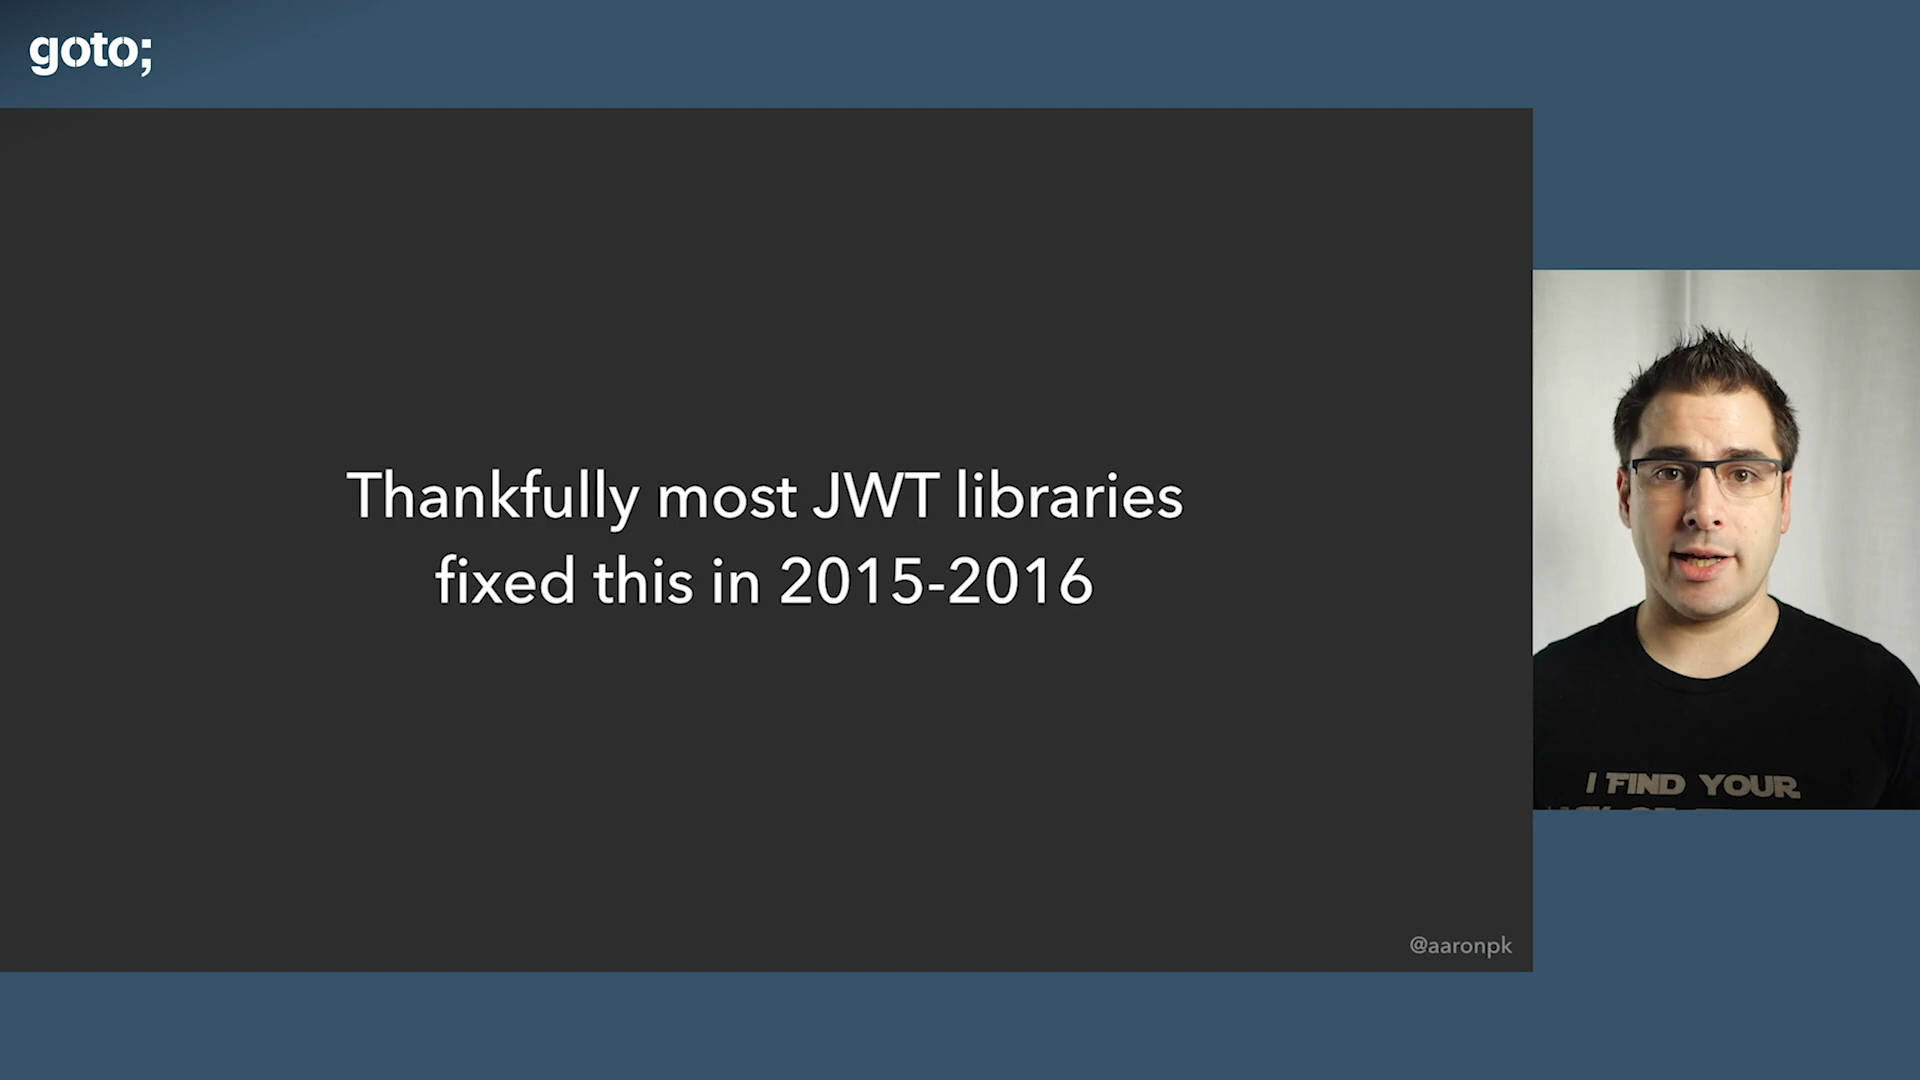 goto;
Thankfully most JWT libraries
fixed this in 2015-2016
I FIND YOUR
@aaronpk